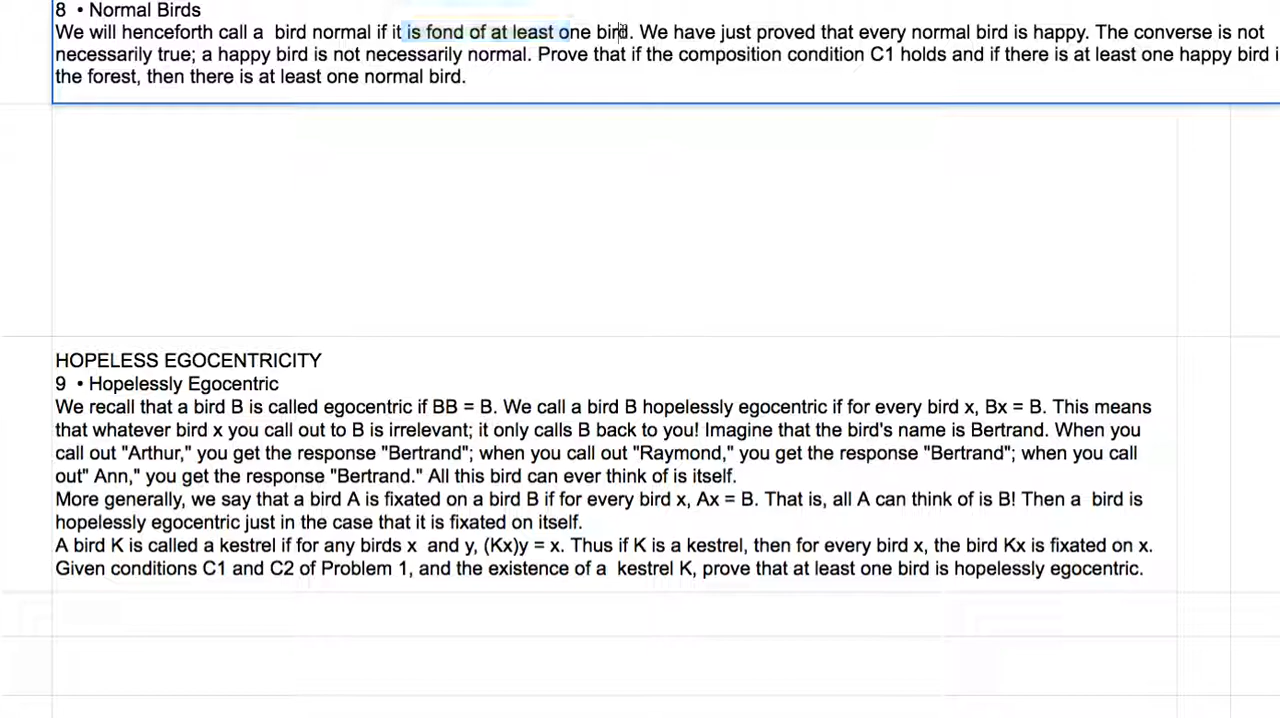 8 • Normal Birds
We will henceforth call a bird normal if it is fond of at least one bird. We have just proved that every normal bird is happy. The converse is not
necessarily true; a happy bird is not necessarily normal. Prove that if the composition condition C1 holds and if there is at least one happy bird i
the forest, then there is at least one normal bird.
HOPELESS EGOCENTRICITY
9 • Hopelessly Egocentric
We recall that a bird B is called egocentric if BB = B. We call a bird B hopelessly egocentric if for every bird x, Bx = B. This means
that whatever bird x you call out to B is irrelevant; it only calls B back to you! Imagine that the bird's name is Bertrand. When you
call out "Arthur," you get the response "Bertrand"; when you call out "Raymond," you get the response "Bertrand"; when you call
out" Ann," you get the response "Bertrand." All this bird can ever think of is itself.
More generally, we say that a bird A is fixated on a bird B if for every bird x, Ax = B. That is, all A can think of is B! Then a bird is
hopelessly egocentric just in the case that it is fixated on itself.
A bird K is called a kestrel if for any birds x and y, (Kx)y = x. Thus if K is a kestrel, then for every bird x, the bird Kx is fixated on x.
Given conditions C1 and C2 of Problem 1, and the existence of a kestrel K, prove that at least one bird is hopelessly egocentric.